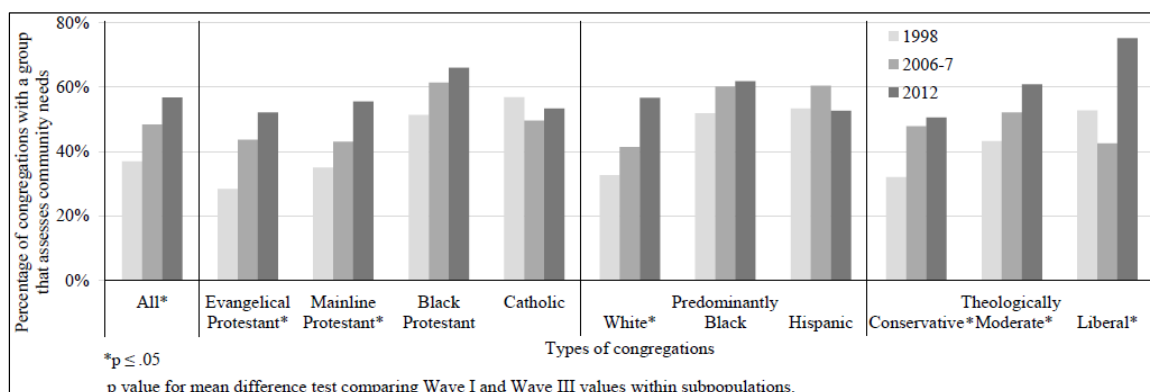 Percentage of congregations with a group
that assesses community needs
80%
60%
40%
20%
0%
1998
2006-7
2012
All*
Evangelical
Protestant*
Mainline
Protestant*
Black
Protestant
Catholic
Predominantly
White*
Black
Hispanic
Theologically
Conservative*
Moderate*
Liberal*
Types of congregations
*p ≤ .05
p value for mean difference test comparing Wave I and Wave III values within subpopulations.